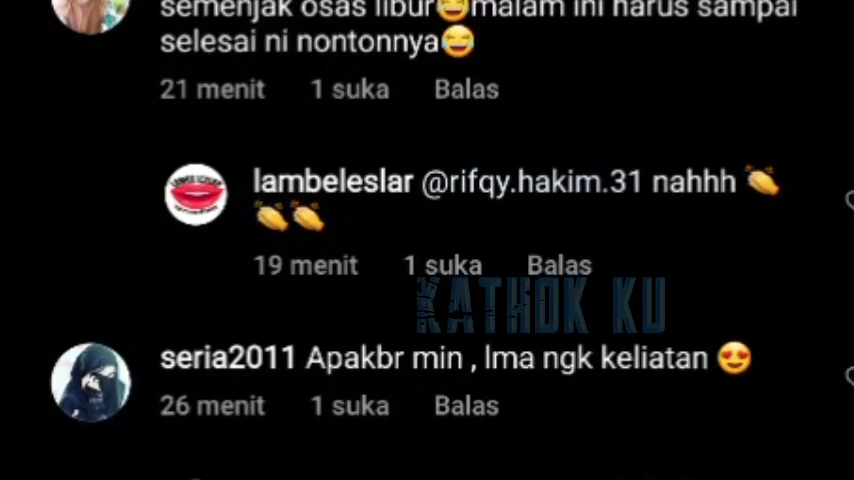 semenjak osas libur😂malam ini harus sampai
selesai ni nontonnya😂
21 menit 1 suka Balas
lambeleslar @rifqy.hakim.31 nahhh 👏
👏👏
19 menit 1 suka Balas
KATHOK KU
seria2011 Apakbr min , lma ngk keliatan 😍
26 menit 1 suka Balas